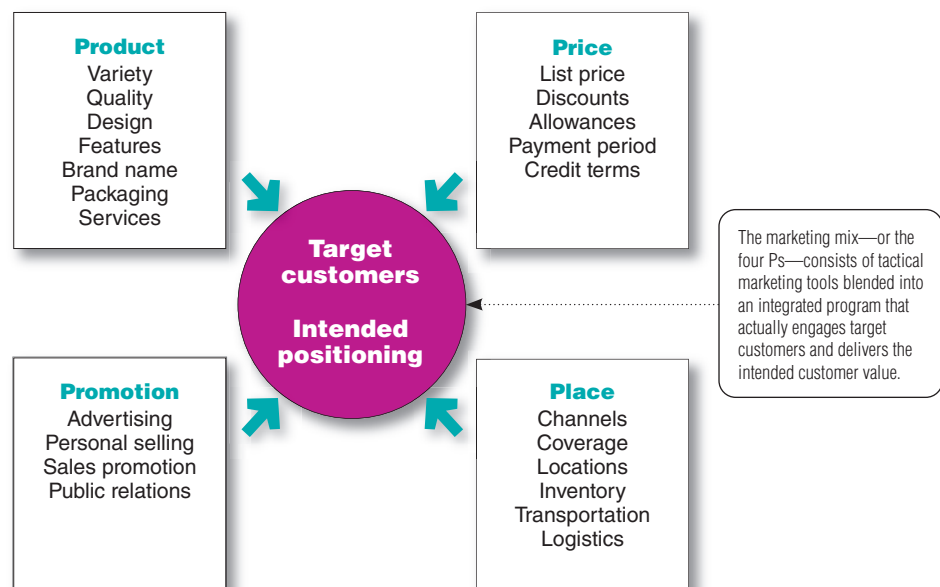 Product
Variety
Quality
Design
Features
Brand name
Packaging
Services
Price
List price
Discounts
Allowances
Payment period
Credit terms
Target
customers
Intended
positioning
The marketing mix—or the
four Ps—consists of tactical
marketing tools blended into
an integrated program that
actually engages target
customers and delivers the
intended customer value.
Promotion
Advertising
Personal selling
Sales promotion
Public relations
Place
Channels
Coverage
Locations
Inventory
Transportation
Logistics